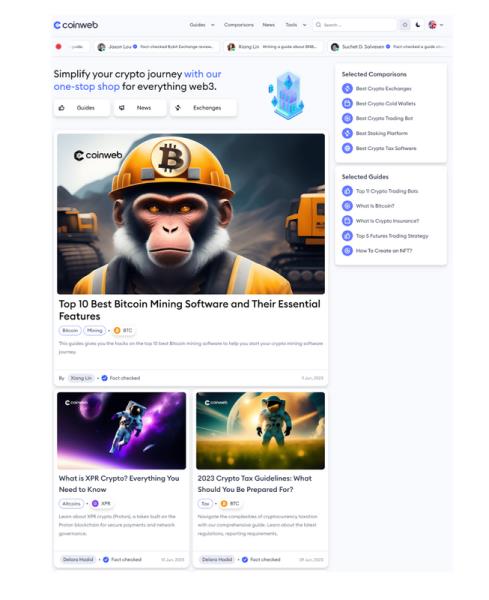 coinweb
Guides Comparisons News Tools Search...
guide Jason Lou Fact checked Bybit Exchange review... Xiang Lin Writing a guide about BRB... Suchet D. Salvesen Fact checked a guide
Simplify your crypto journey with our
one-stop shop for everything web3.
Guides News Exchanges
Selected Comparisons
Best Crypto Exchanges
Best Crypto Cold Wallets
Best Crypto Trading Bot
Best Staking Platform
Best Crypto Tax Software
Selected Guides
Top 11 Crypto Trading Bots
What Is Bitcoin?
What Is Crypto Insurance?
Top 5 Futures Trading Strategy
How To Create an NFT?
coinweb
Top 10 Best Bitcoin Mining Software and Their Essential
Features
Bitcoin Mining • BTC
This guides gives you the hacks on the top 10 best Bitcoin mining software to help you start your crypto mining software
journey.
By Xiang Lin • Fact checked 11 Jun, 2023
coinweb
What is XPR Crypto? Everything You
Need to Know
Altcoins • XPR
Learn about XPR crypto (Proton), a token built on the
Proton blockchain for secure payments and network
governance.
Delara Hadid • Fact checked 10 Jun, 2023
coinweb
2023 Crypto Tax Guidelines: What
Should You Be Prepared For?
Tax • BTC
Navigate the complexities of cryptocurrency taxation
with our comprehensive guide. Learn about the latest
regulations, reporting requirements.
Delara Hadid • Fact checked 09 Jun, 2023